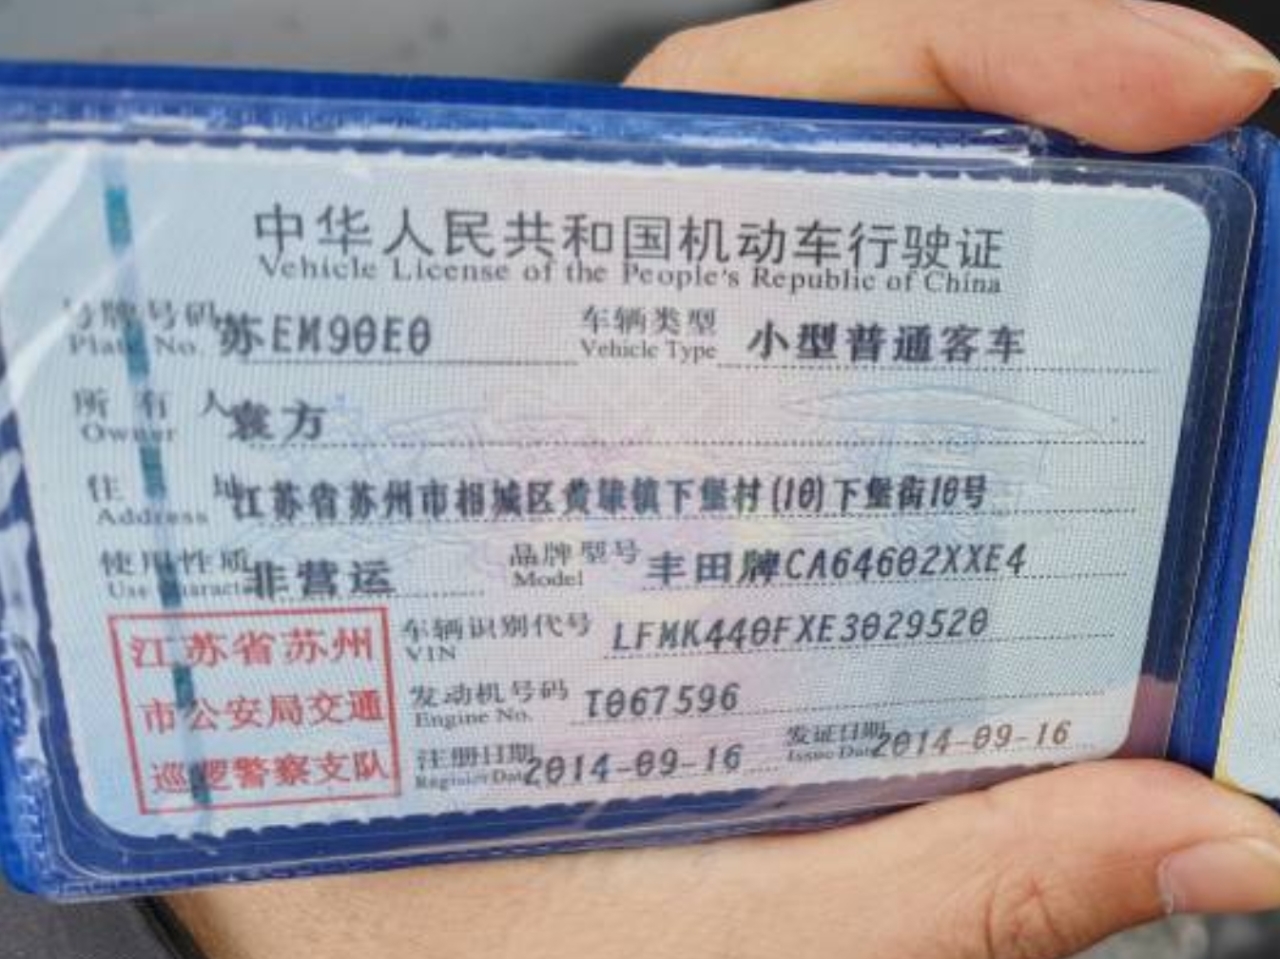 中华人民共和国机动车行驶证
Vehicle License of the People's Republic of China
号牌号码 苏EM90E0 车辆类型 小型普通客车
Plate No. Vehicle Type
所有人 袁方
Owner
住址 江苏省苏州市相城区黄埭镇下堡村(10)下堡街10号
Address
使用性质 非营运 品牌型号 丰田牌CA64602XXE4
Use Character Model
江苏省苏州 车辆识别代号 LFMK440FXE3029520
VIN
市公安局交通 发动机号码 T067596
Engine No.
巡逻警察支队 注册日期 2014-09-16 发证日期 2014-09-16
Register Date Issue Date